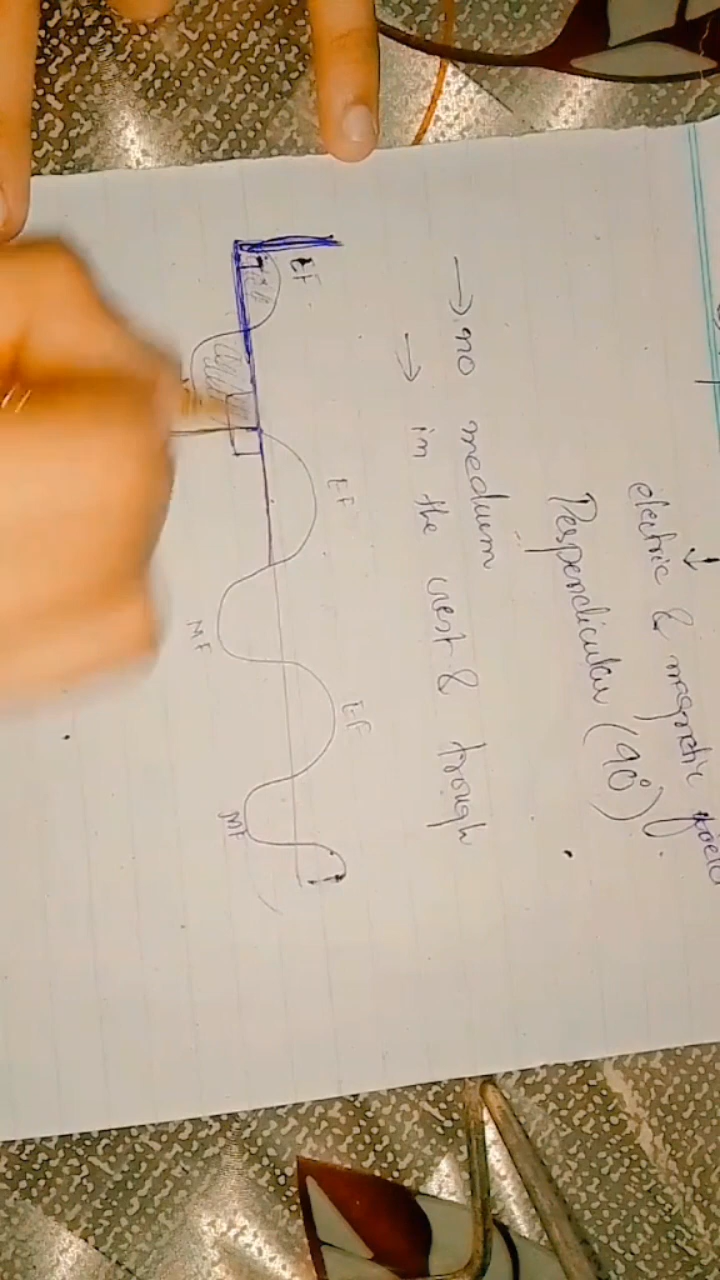 electric & magnetic field
Perpendicular (90°).
→ no medium
→ in the crest & trough
EF
EF
EF
MF
MF